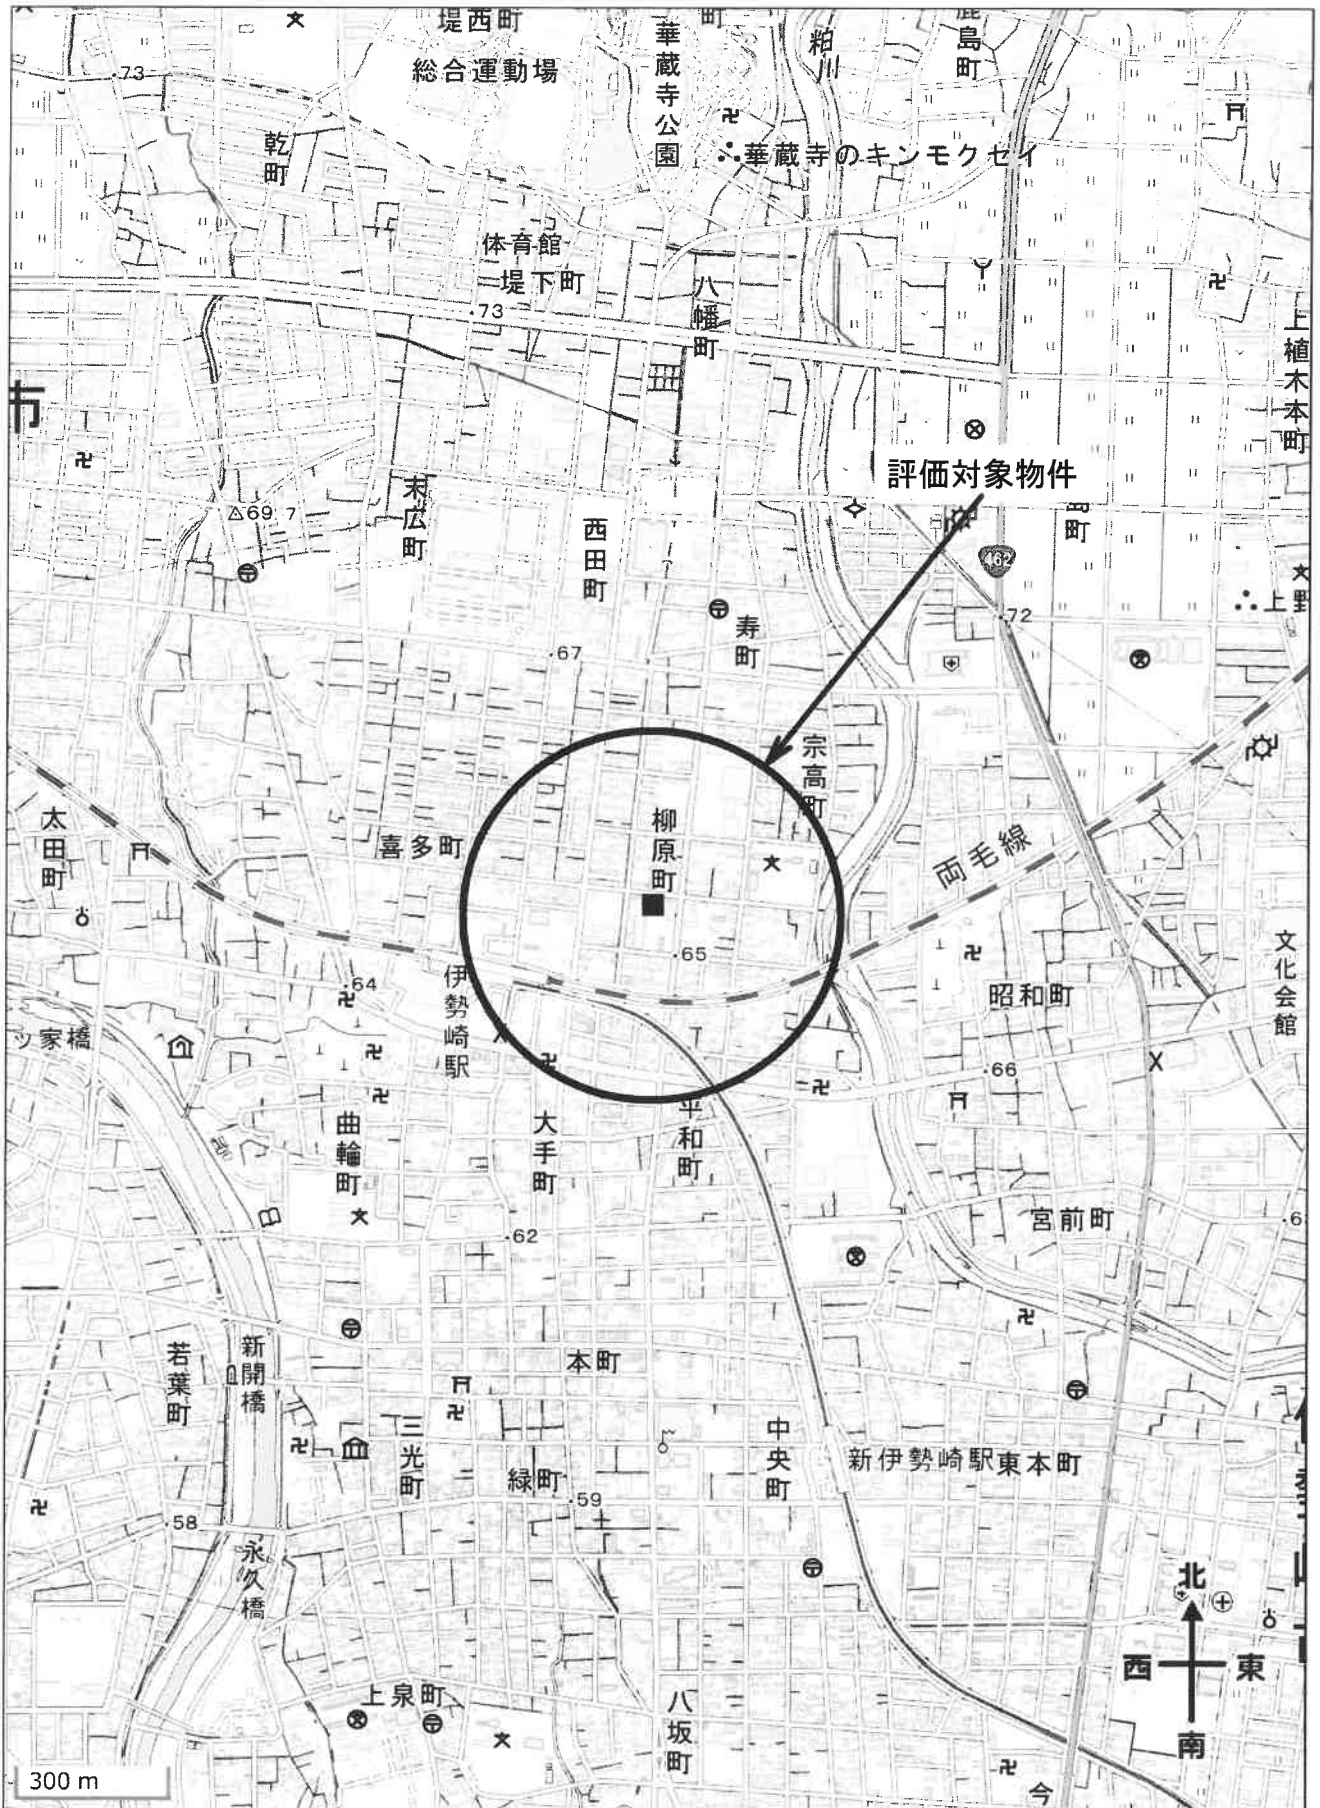 堤西町
町
総合運動場
華蔵寺公園
粕川
鹿島町
.73
乾町
華蔵寺のキンモクセイ
体育館
堤下町
.73
八幡町
上植木本町
市
評価対象物件
島町
69.7
末広町
西田町
462
寿町
.72
上野
.67
宗高町
太田町
喜多町
柳原町
両毛線
.65
文化会館
.64
伊勢崎駅
昭和町
ッ家橋
.66
曲輪町
大手町
平和町
宮前町
.62
.6
若葉町
新開橋
本町
三光町
緑町
中央町
新伊勢崎駅
東本町
.59
.58
永久橋
北
西
東
南
上泉町
八坂町
今
300 m